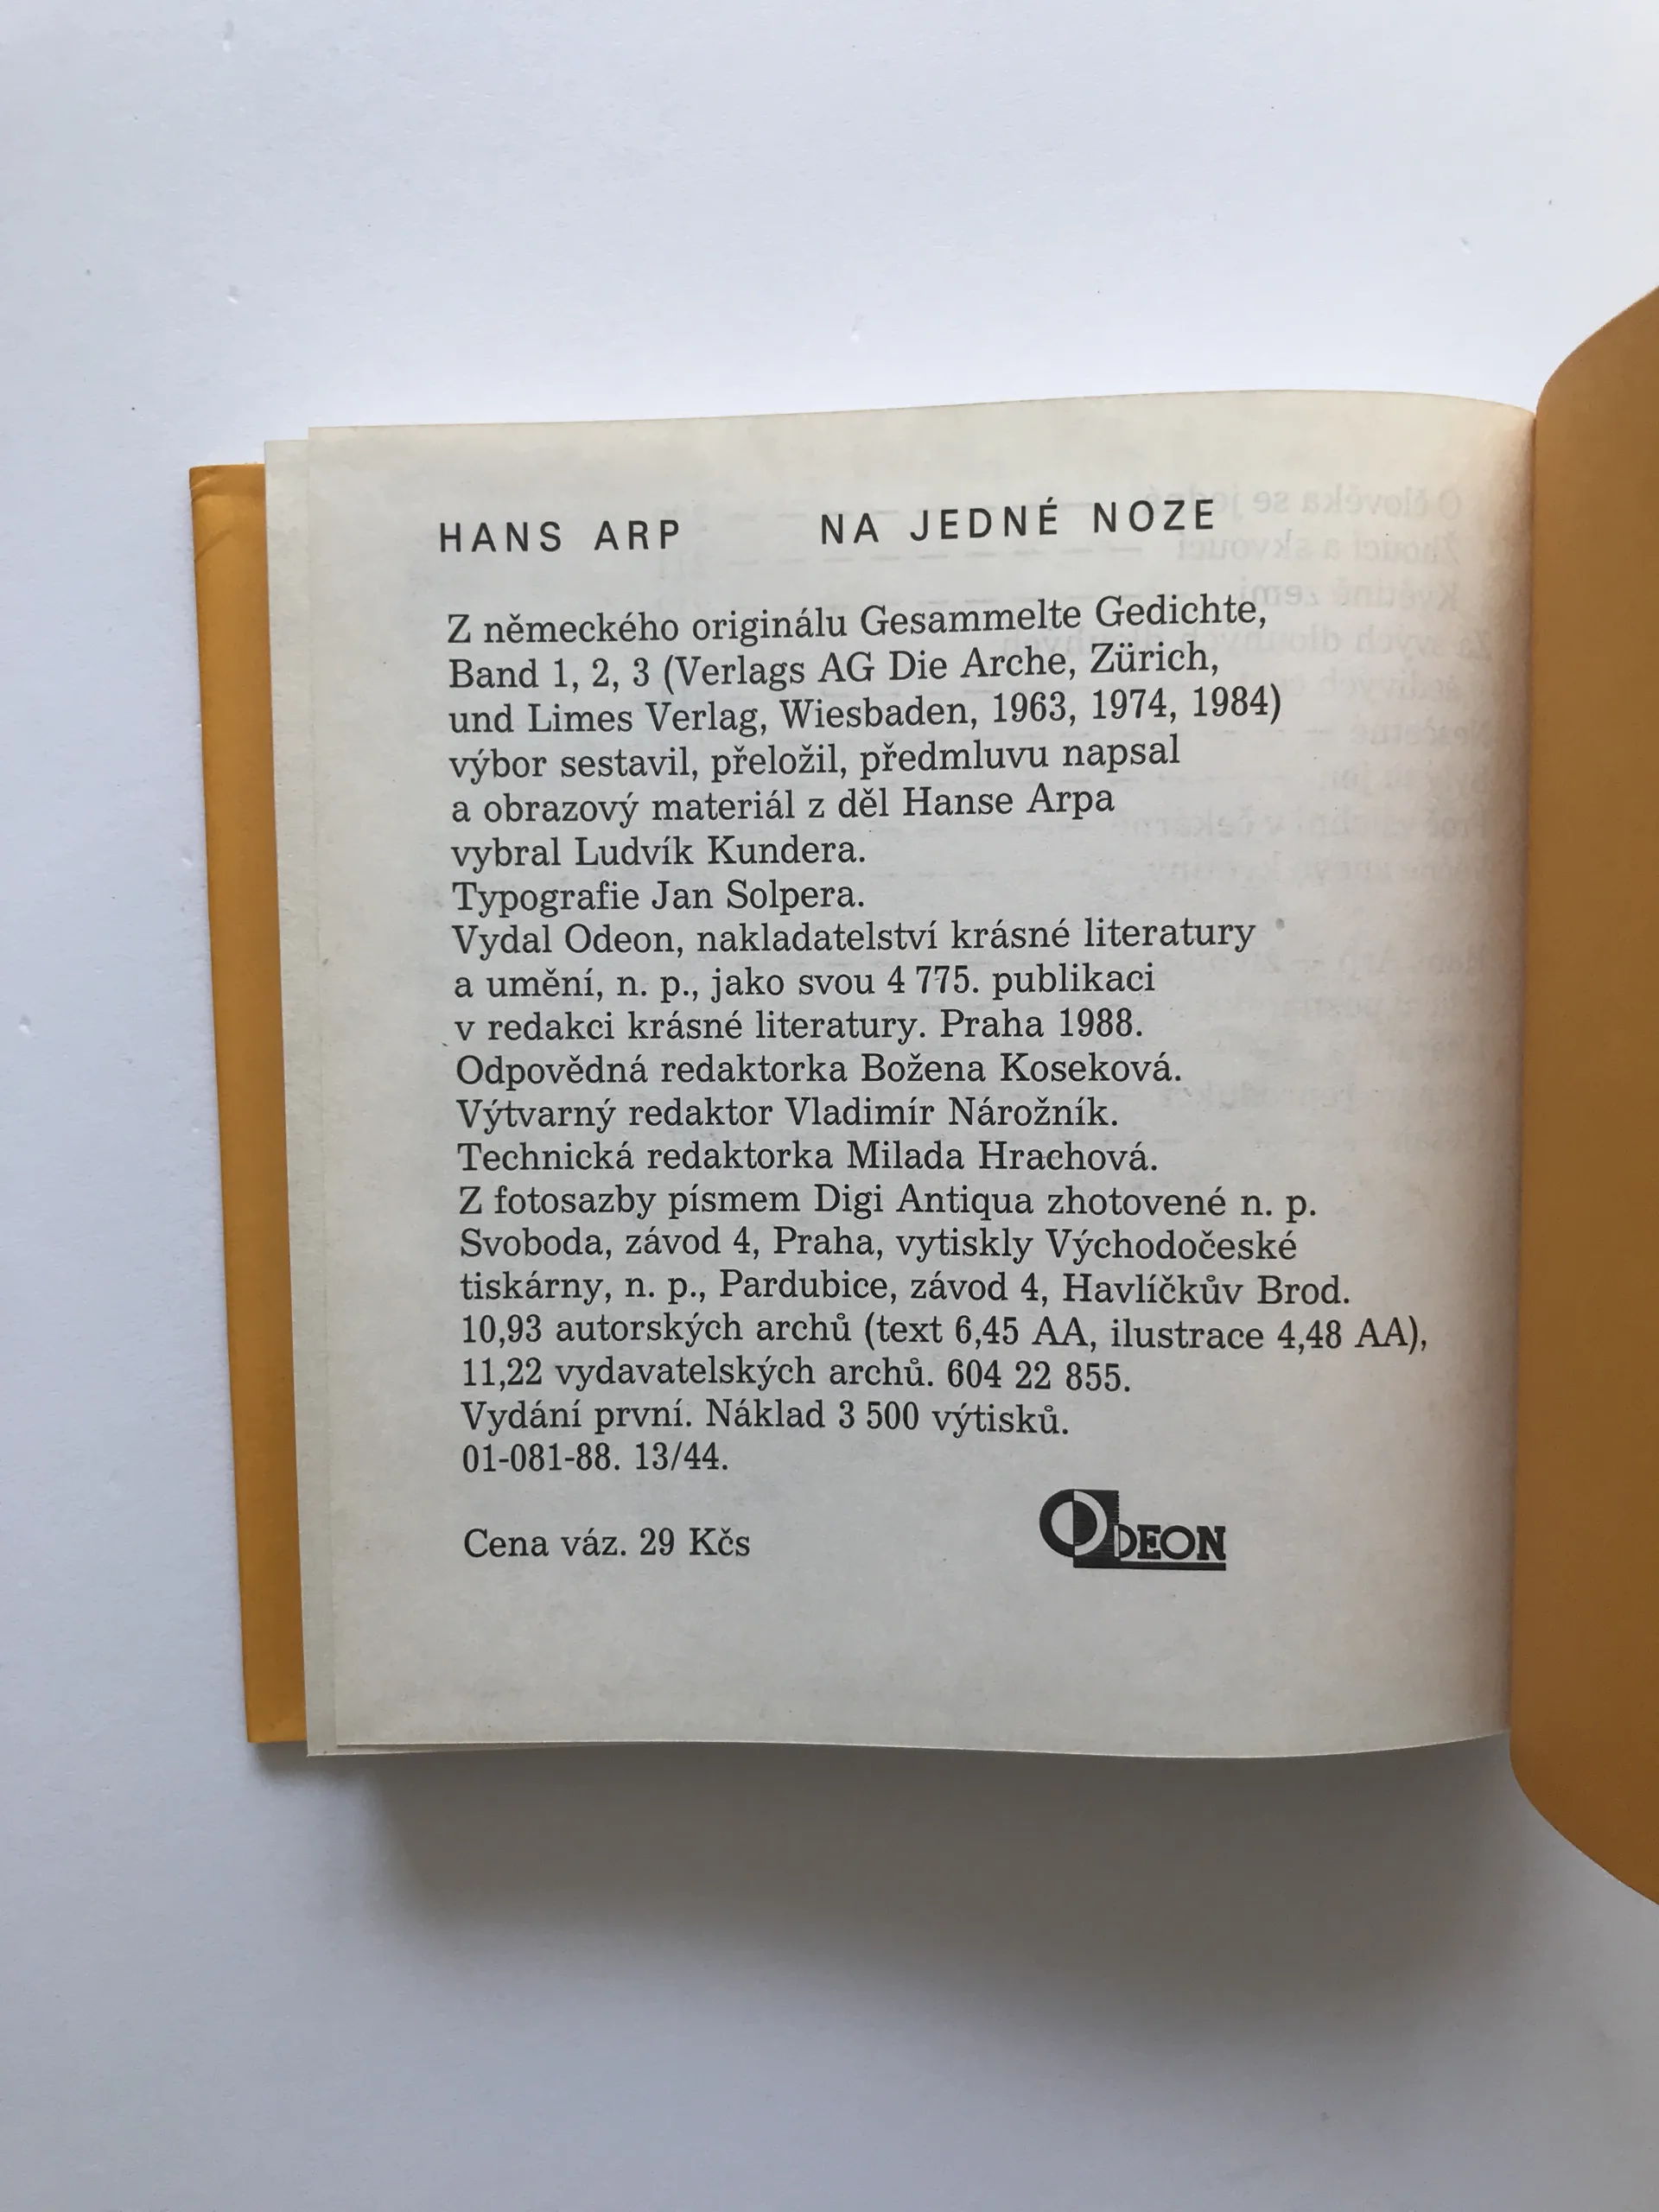 HANS ARP NA JEDNÉ NOZE
Z německého originálu Gesammelte Gedichte,
Band 1, 2, 3 (Verlags AG Die Arche, Zürich,
und Limes Verlag, Wiesbaden, 1963, 1974, 1984)
výbor sestavil, přeložil, předmluvu napsal
a obrazový materiál z děl Hanse Arpa
vybral Ludvík Kundera.
Typografie Jan Solpera.
Vydal Odeon, nakladatelství krásné literatury
a umění, n. p., jako svou 4 775. publikaci
v redakci krásné literatury. Praha 1988.
Odpovědná redaktorka Božena Koseková.
Výtvarný redaktor Vladimír Nárožník.
Technická redaktorka Milada Hrachová.
Z fotosazby písmem Digi Antiqua zhotovené n. p.
Svoboda, závod 4, Praha, vytiskly Východočeské
tiskárny, n. p., Pardubice, závod 4, Havlíčkův Brod.
10,93 autorských archů (text 6,45 AA, ilustrace 4,48 AA),
11,22 vydavatelských archů. 604 22 855.
Vydání první. Náklad 3 500 výtisků.
01-081-88. 13/44.
Cena váz. 29 Kčs
ODEON